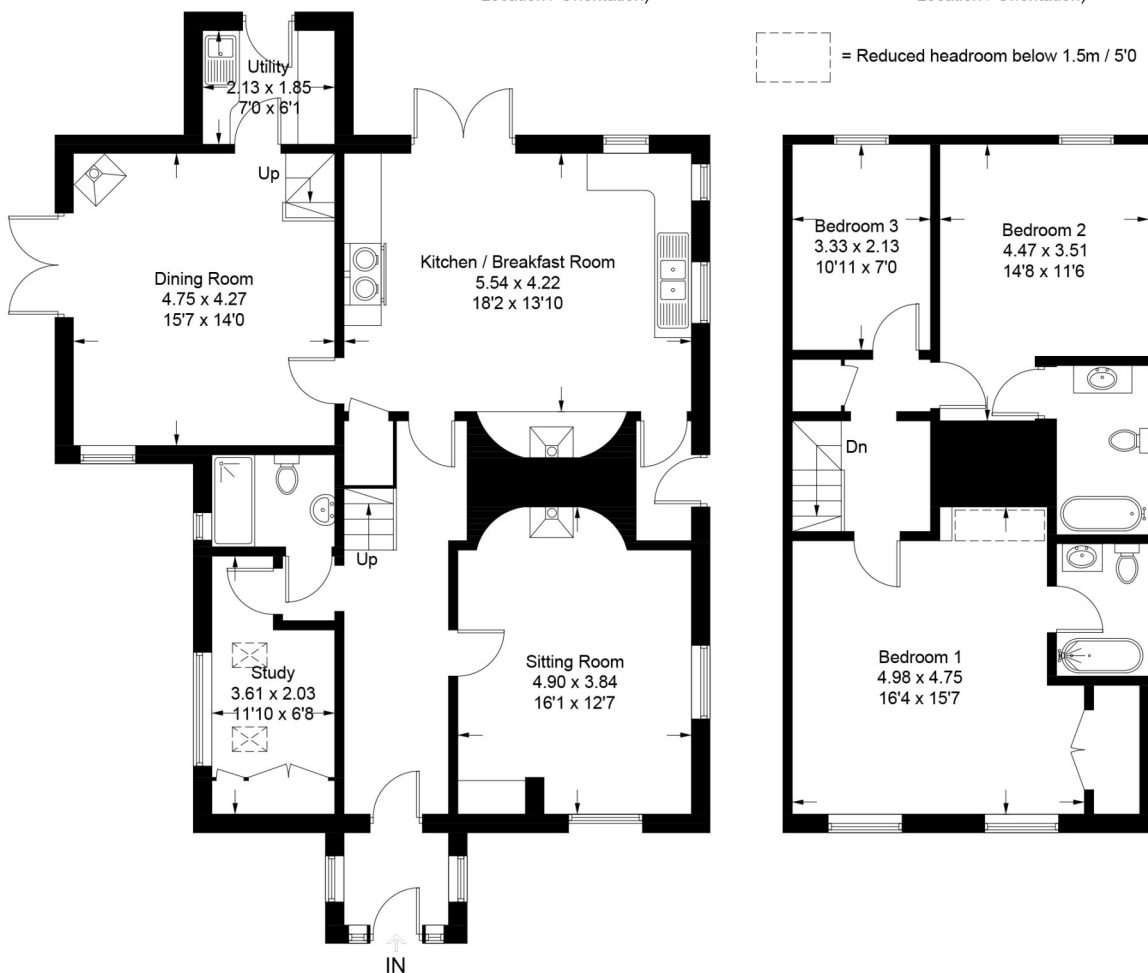 Location / Orientation)
Location / Orientation)
= Reduced headroom below 1.5m / 5'0
Utility
2.13 x 1.85
7'0 x 6'1
Up
Dining Room
4.75 x 4.27
15'7 x 14'0
Kitchen / Breakfast Room
5.54 x 4.22
18'2 x 13'10
Bedroom 3
3.33 x 2.13
10'11 x 7'0
Bedroom 2
4.47 x 3.51
14'8 x 11'6
Dn
Up
Study
3.61 x 2.03
11'10 x 6'8
Sitting Room
4.90 x 3.84
16'1 x 12'7
Bedroom 1
4.98 x 4.75
16'4 x 15'7
IN